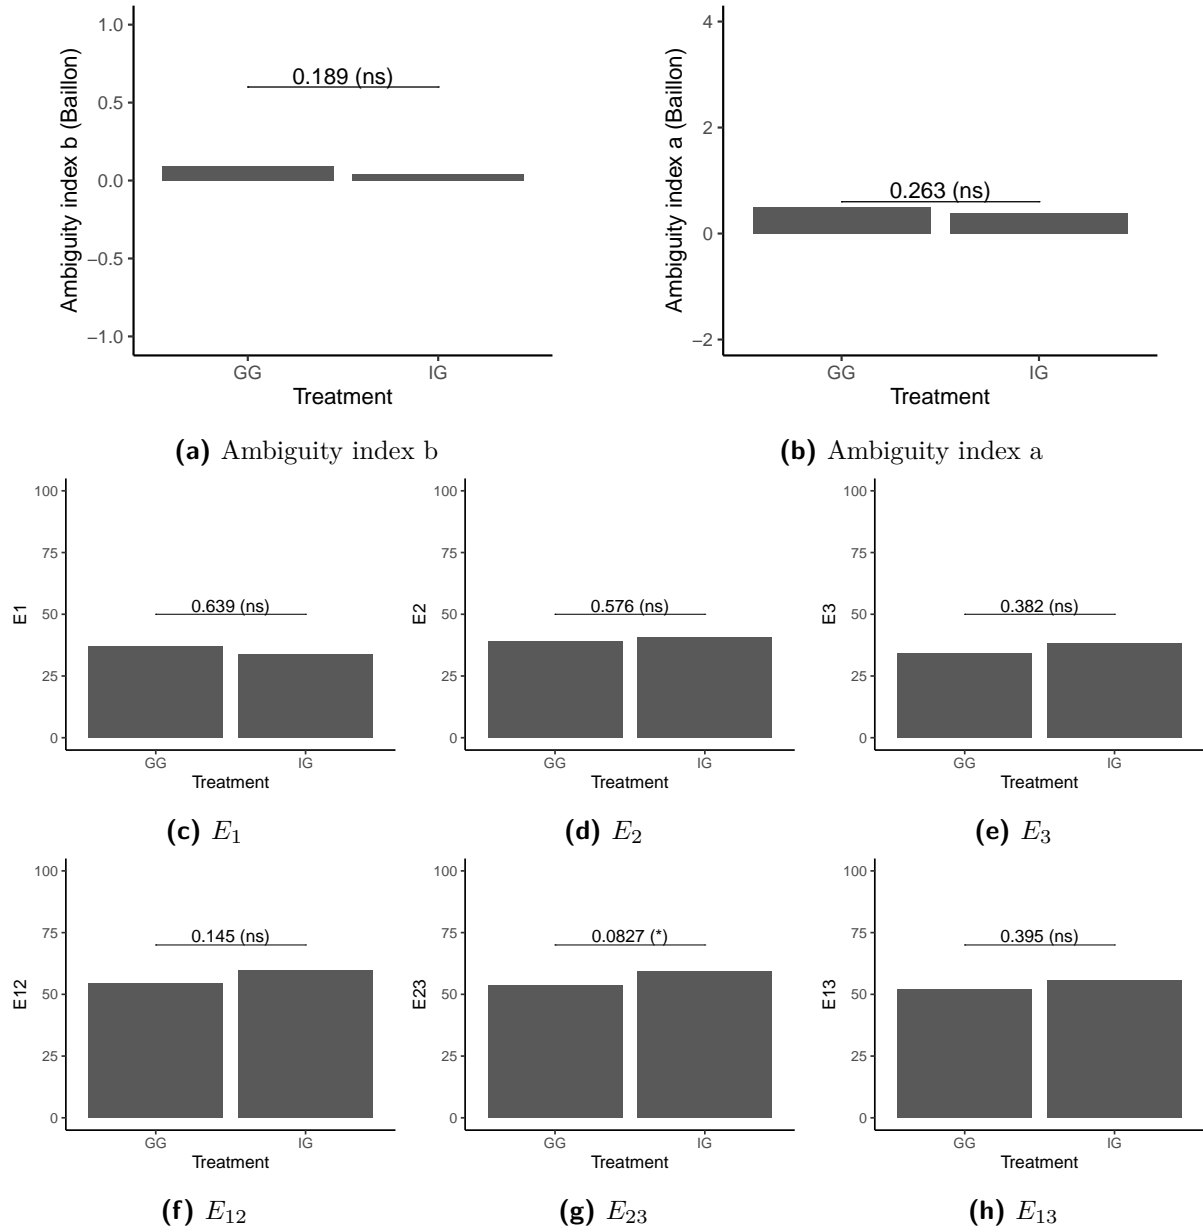 Ambiguity index b (Baillon)
1.0
0.5
0.0
−0.5
−1.0
0.189 (ns)
GG IG
Treatment
(a) Ambiguity index b
Ambiguity index a (Baillon)
4
2
0
−2
0.263 (ns)
GG IG
Treatment
(b) Ambiguity index a
E1
100
75
50
25
0
0.639 (ns)
GG IG
Treatment
(c) E1
E2
100
75
50
25
0
0.576 (ns)
GG IG
Treatment
(d) E2
E3
100
75
50
25
0
0.382 (ns)
GG IG
Treatment
(e) E3
E12
100
75
50
25
0
0.145 (ns)
GG IG
Treatment
(f) E12
E23
100
75
50
25
0
0.0827 (*)
GG IG
Treatment
(g) E23
E13
100
75
50
25
0
0.395 (ns)
GG IG
Treatment
(h) E13